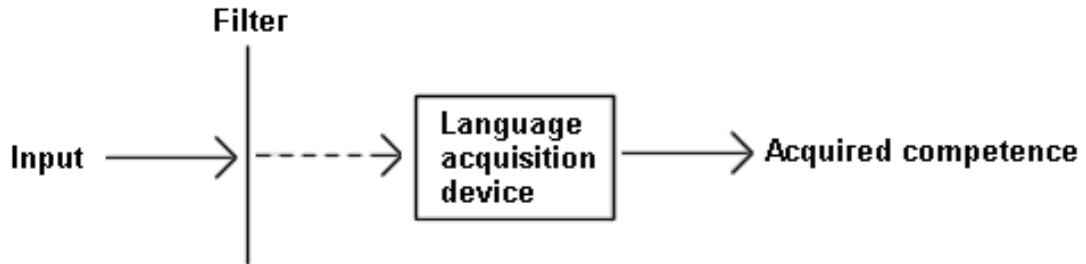 Filter
Input
Language
acquisition
device
Acquired competence